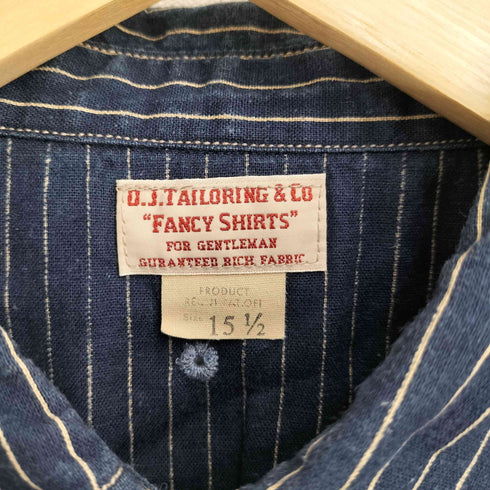 O.J.TAILORING & CO
"FANCY SHIRTS"
FOR GENTLEMAN
GURANTEED RICH FABRIC
PRODUCT
SIZE 15 ½